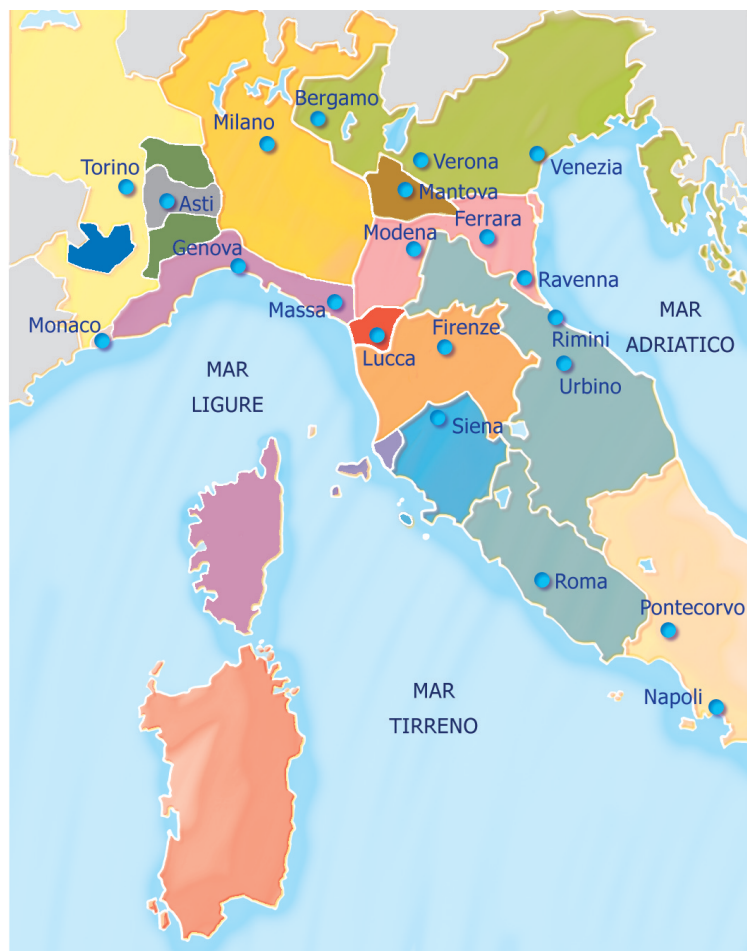 Bergamo
Milano
Torino
Verona
Venezia
Asti
Mantova
Ferrara
Genova
Modena
Ravenna
Massa
Monaco
Lucca
Firenze
Rimini
MAR
ADRIATICO
MAR
LIGURE
Urbino
Siena
Roma
Pontecorvo
MAR
TIRRENO
Napoli